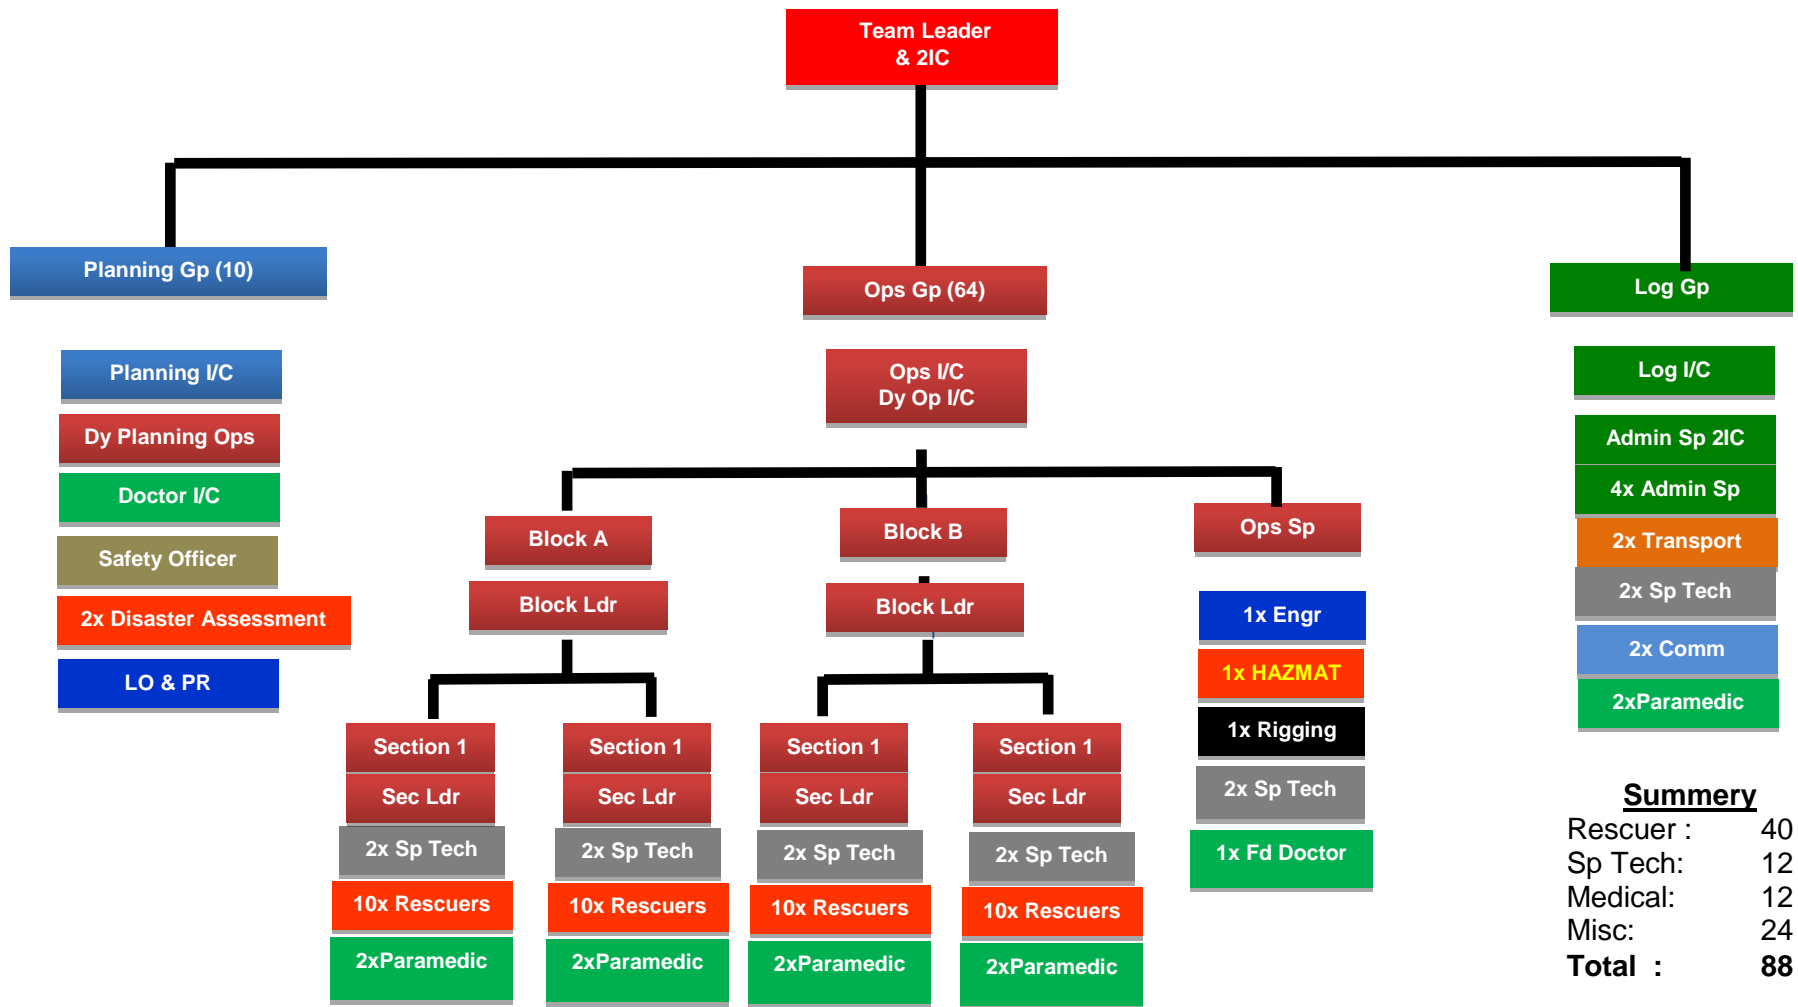 Team Leader
& 2IC
Planning Gp (10)
Ops Gp (64)
Log Gp
Planning I/C
Dy Planning Ops
Doctor I/C
Safety Officer
2x Disaster Assessment
LO & PR
Ops I/C
Dy Op I/C
Block A
Block Ldr
Block B
Block Ldr
Ops Sp
Section 1
Sec Ldr
2x Sp Tech
10x Rescuers
2xParamedic
Section 1
Sec Ldr
2x Sp Tech
10x Rescuers
2xParamedic
Section 1
Sec Ldr
2x Sp Tech
10x Rescuers
2xParamedic
Section 1
Sec Ldr
2x Sp Tech
10x Rescuers
2xParamedic
1x Engr
1x HAZMAT
1x Rigging
2x Sp Tech
1x Fd Doctor
Log I/C
Admin Sp 2IC
4x Admin Sp
2x Transport
2x Sp Tech
2x Comm
2xParamedic
Summery
Rescuer : 40
Sp Tech: 12
Medical: 12
Misc: 24
Total : 88